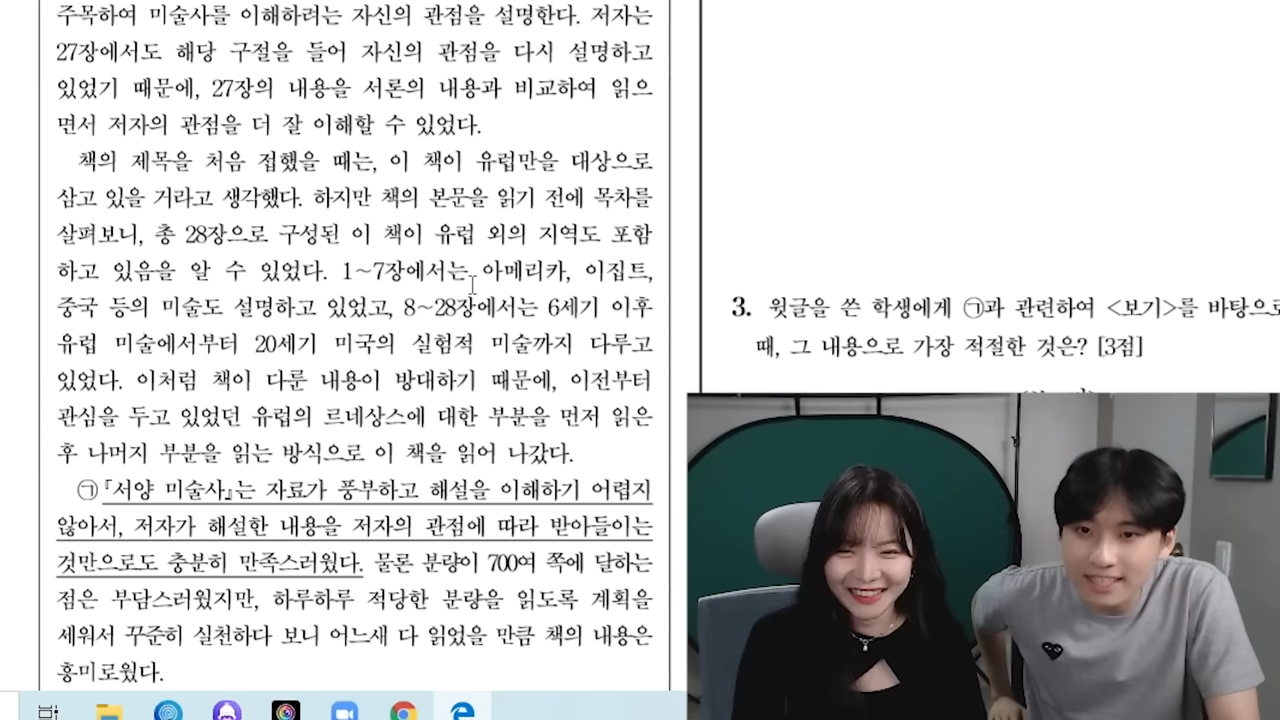 주목하여 미술사를 이해하려는 자신의 관점을 설명한다. 저자는
27장에서도 해당 구절을 들어 자신의 관점을 다시 설명하고
있었기 때문에, 27장의 내용을 서론의 내용과 비교하여 읽으
면서 저자의 관점을 더 잘 이해할 수 있었다.
책의 제목을 처음 접했을 때는, 이 책이 유럽만을 대상으로
삼고 있을 거라고 생각했다. 하지만 책의 본문을 읽기 전에 목차를
살펴보니, 총 28장으로 구성된 이 책이 유럽 외의 지역도 포함
하고 있음을 알 수 있었다. 1~7장에서는 아메리카, 이집트,
중국 등의 미술도 설명하고 있었고, 8~28장에서는 6세기 이후
유럽 미술에서부터 20세기 미국의 실험적 미술까지 다루고
있었다. 이처럼 책이 다룬 내용이 방대하기 때문에, 이전부터
관심을 두고 있었던 유럽의 르네상스에 대한 부분을 먼저 읽은
후 나머지 부분을 읽는 방식으로 이 책을 읽어 나갔다.
㉠『서양 미술사』는 자료가 풍부하고 해설을 이해하기 어렵지
않아서, 저자가 해설한 내용을 저자의 관점에 따라 받아들이는
것만으로도 충분히 만족스러웠다. 물론 분량이 700여 쪽에 달하는
점은 부담스러웠지만, 하루하루 적당한 분량을 읽도록 계획을
세워서 꾸준히 실천하다 보니 어느새 다 읽었을 만큼 책의 내용은
흥미로웠다.
3. 윗글을 쓴 학생에게 ㉠과 관련하여 <보기>를 바탕으로
때, 그 내용으로 가장 적절한 것은? [3점]